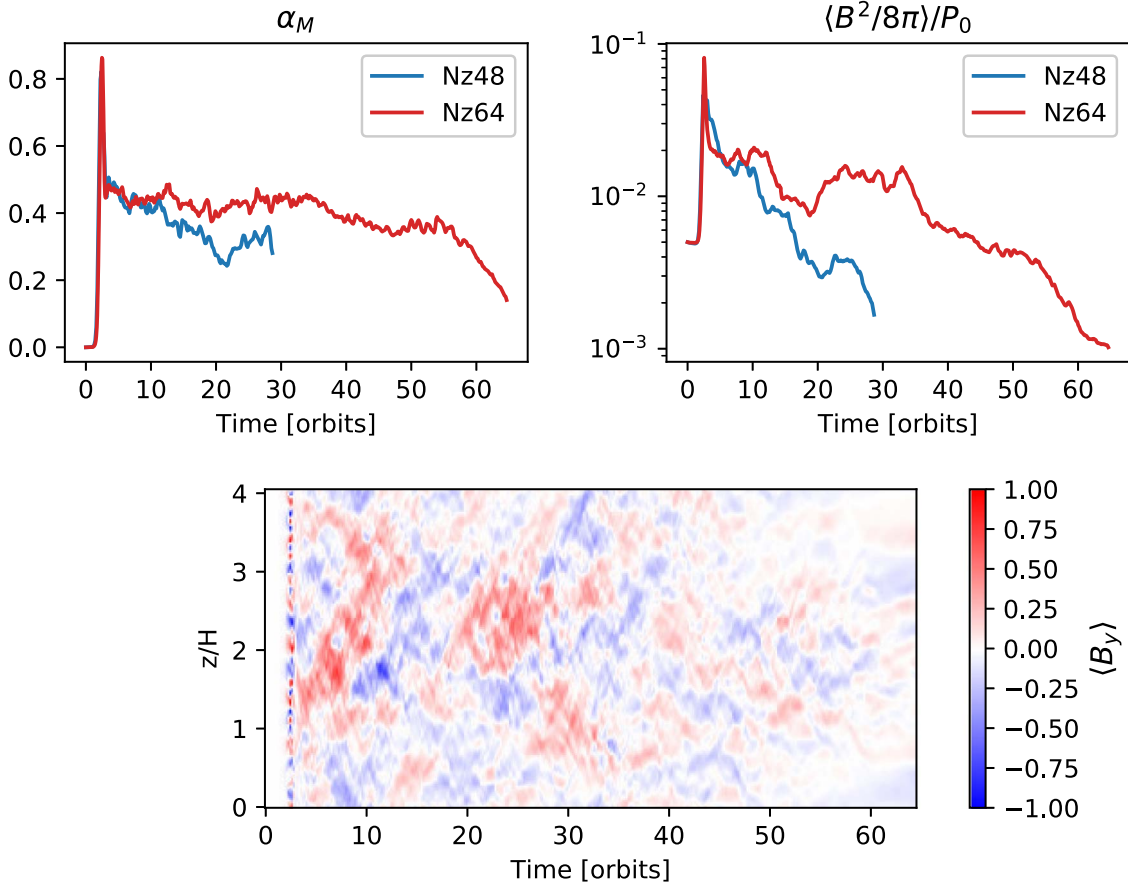 α_M
0.8
0.6
0.4
0.2
0.0
Nz48
Nz64
0 10 20 30 40 50 60
Time [orbits]
⟨B²/8π⟩/P₀
10⁻¹
10⁻²
10⁻³
Nz48
Nz64
0 10 20 30 40 50 60
Time [orbits]
z/H
4
3
2
1
0
0 10 20 30 40 50 60
Time [orbits]
1.00
0.75
0.50
0.25
0.00
−0.25
−0.50
−0.75
−1.00
⟨B_y⟩